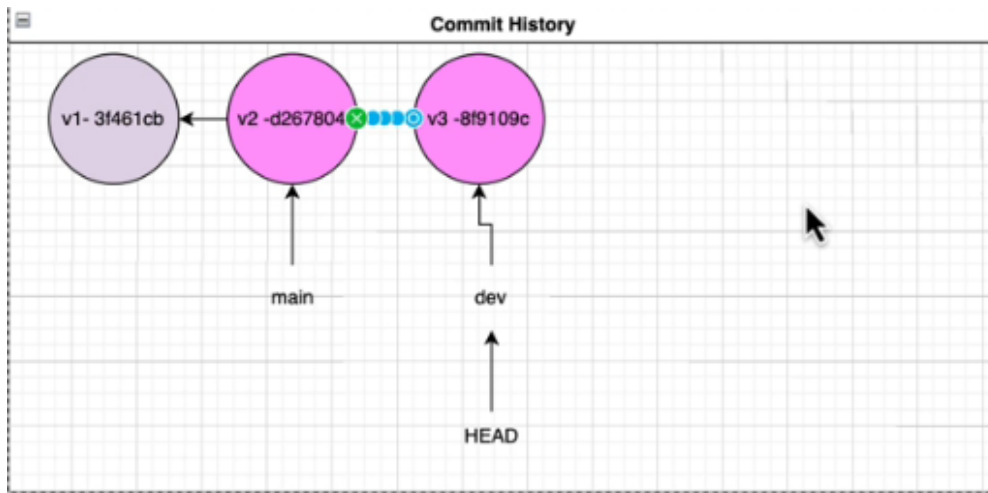 Commit History
v1- 3f461cb
v2 -d267804
v3 -8f9109c
main
dev
HEAD